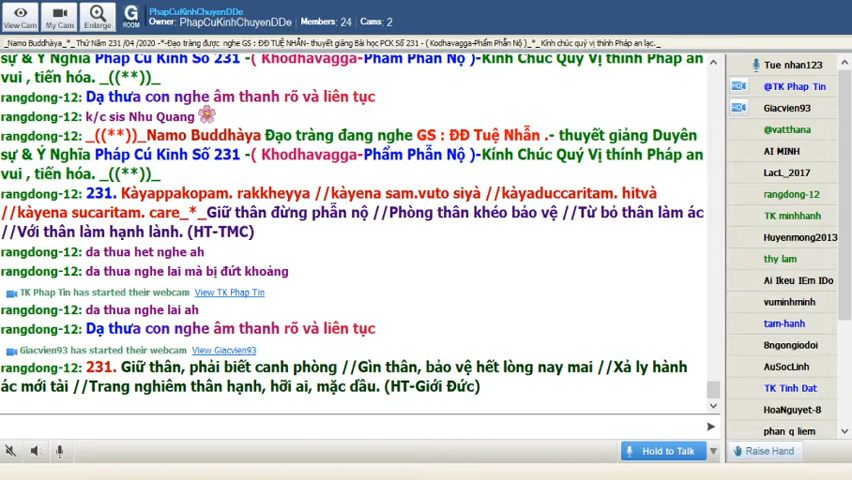 PhapCuKinhChuyenDDe
Owner: PhapCuKinhChuyenDDe Members: 24 Cams: 2
View Cam My Cam Enlarge G ROOM
_Namo Buddhàya_*_ Thứ Năm 23 /04 /2020 -*-Đạo tràng được nghe GS : ĐĐ TUỆ NHẪN- thuyết giảng Bài học PCK Số 231 - ( Kodhavagga-Phẩm Phẫn Nộ )_*_ Kính chúc quý vị thính Pháp an lạc._
sự & Ý Nghĩa Pháp Cú Kinh Số 231 -( Khodhavagga-Phẩm Phẫn Nộ )-Kính Chúc Quý Vị thính Pháp an
vui , tiến hóa. _((**))_
rangdong-12: Dạ thưa con nghe âm thanh rõ và liên tục
rangdong-12: k/c sis Nhu Quang
rangdong-12: _((**))_Namo Buddhàya Đạo tràng đang nghe GS : ĐĐ Tuệ Nhẫn .- thuyết giảng Duyên
sự & Ý Nghĩa Pháp Cú Kinh Số 231 -( Khodhavagga-Phẩm Phẫn Nộ )-Kính Chúc Quý Vị thính Pháp an
vui , tiến hóa. _((**))_
rangdong-12: 231. Kàyappakopam. rakkheyya //kàyena sam.vuto siyà //kàyaduccaritam. hitvà
//kàyena sucaritam. care_*_Giữ thân đừng phẫn nộ //Phòng thân khéo bảo vệ //Từ bỏ thân làm ác
//Với thân làm hạnh lành. (HT-TMC)
rangdong-12: da thua het nghe ah
rangdong-12: da thua nghe lai mà bị đứt khoảng
TK Phap Tin has started their webcam View TK Phap Tin
rangdong-12: da thua nghe lai ah
rangdong-12: Dạ thưa con nghe âm thanh rõ và liên tục
Giacvien93 has started their webcam View Giacvien93
rangdong-12: 231. Giữ thân, phải biết canh phòng //Gìn thân, bảo vệ hết lòng nay mai //Xả ly hành
ác mới tài //Trang nghiêm thân hạnh, hỡi ai, mặc dầu. (HT-Giới Đức)
Tue nhan123
@TK Phap Tin
Giacvien93
@vatthana
AI MINH
LacL_2017
rangdong-12
TK minhhanh
Huyenmong2013
thy lam
Ai Ikeu IEm IDo
vuminhminh
tam-hanh
8ngongioidoi
AuSocLinh
TK Tinh Dat
HoaNguyet-8
phan q liem
Hold to Talk
Raise Hand